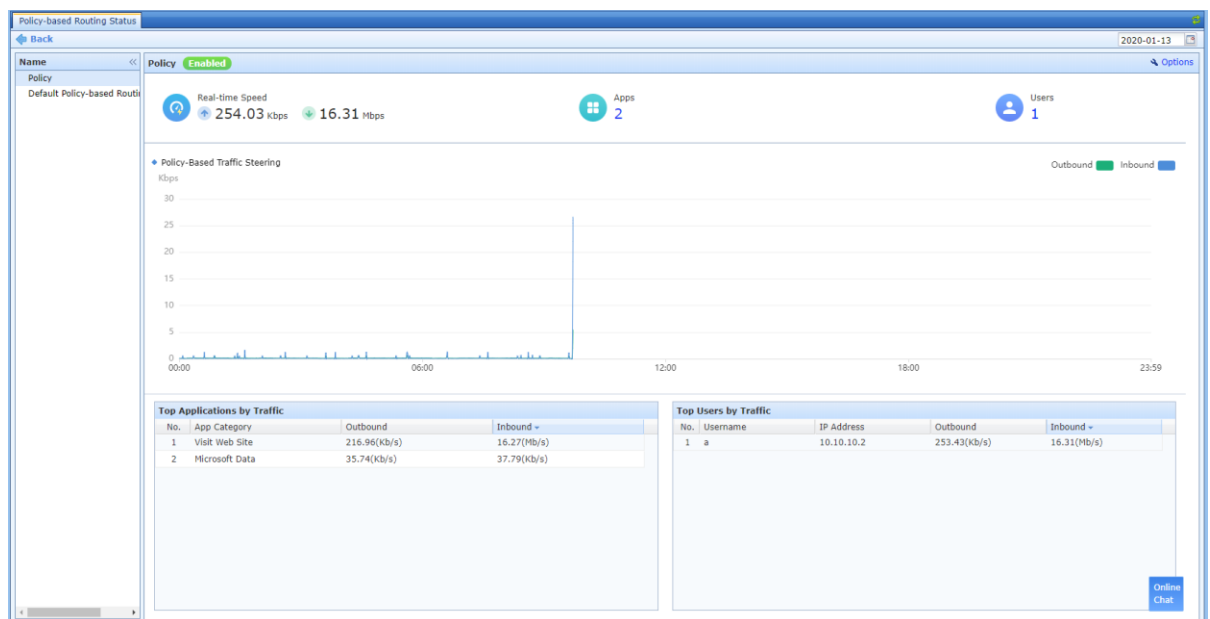 Policy-based Routing Status
Back
2020-01-13
Name
Policy
Default Policy-based Routi
Policy Enabled
Options
Real-time Speed
254.03 Kbps 16.31 Mbps
Apps
2
Users
1
Policy-Based Traffic Steering
Outbound Inbound
Kbps
30
25
20
15
10
5
0
00:00 06:00 12:00 18:00 23:59
Top Applications by Traffic
No. App Category Outbound Inbound
1 Visit Web Site 216.96(Kb/s) 16.27(Mb/s)
2 Microsoft Data 35.74(Kb/s) 37.79(Kb/s)
Top Users by Traffic
No. Username IP Address Outbound Inbound
1 a 10.10.10.2 253.43(Kb/s) 16.31(Mb/s)
Online
Chat